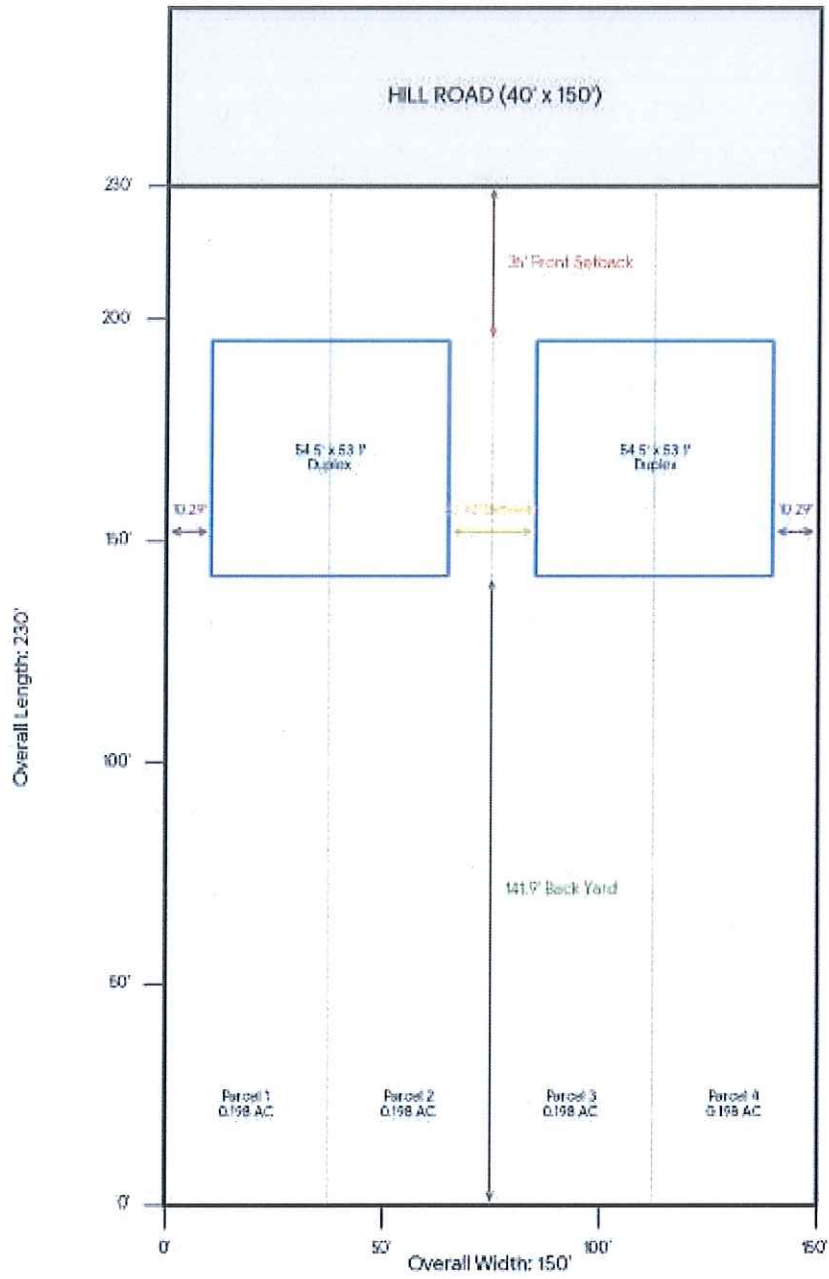 HILL ROAD (40' x 150')
230'
35' Front Setback
200'
54.5' x 53.1'
Duplex
54.5' x 53.1'
Duplex
10.29'
10.29'
150'
Overall Length: 230'
100'
141.9' Back Yard
50'
Parcel 1
0.198 AC
Parcel 2
0.198 AC
Parcel 3
0.198 AC
Parcel 4
0.198 AC
0'
0'
50'
100'
150'
Overall Width: 150'